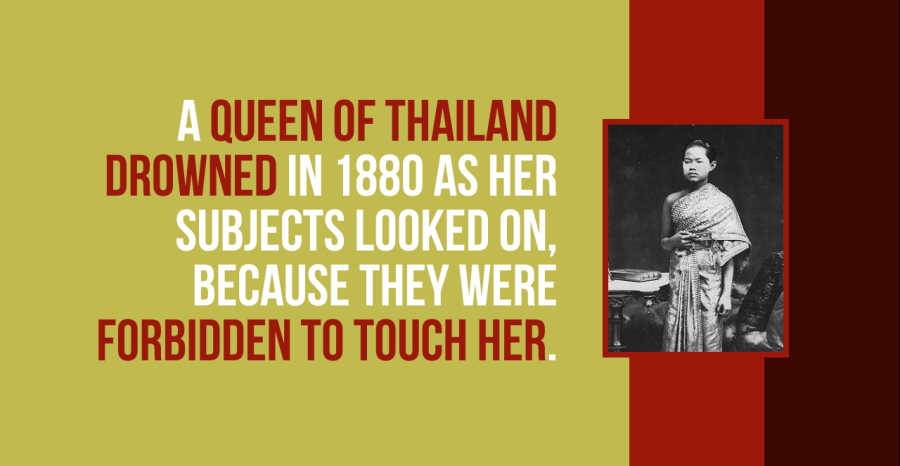 A QUEEN OF THAILAND
DROWNED IN 1880 AS HER
SUBJECTS LOOKED ON,
BECAUSE THEY WERE
FORBIDDEN TO TOUCH HER.